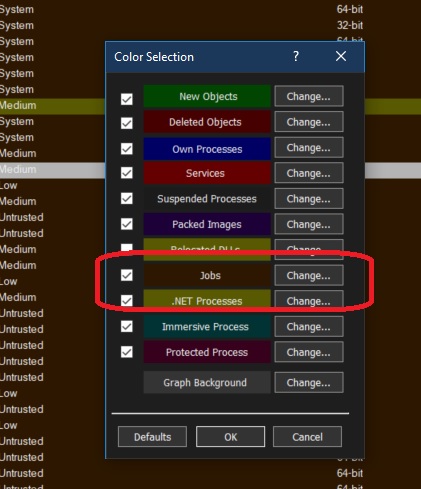 System 64-bit
System 32-bit
System 64-bit
System
System
System
Medium
System
System
Medium
Medium
Low
Medium
Untrusted
Untrusted
Medium
Medium
Low
Medium
Untrusted
Untrusted
Untrusted
Untrusted
Untrusted
Low
Untrusted
Low
Untrusted
Untrusted 64-bit
Untrusted 64-bit
Untrusted 64-bit
Color Selection ? X
New Objects Change...
Deleted Objects Change...
Own Processes Change...
Services Change...
Suspended Processes Change...
Packed Images Change...
Relocated DLLs Change...
Jobs Change...
.NET Processes Change...
Immersive Process Change...
Protected Process Change...
Graph Background Change...
Defaults OK Cancel